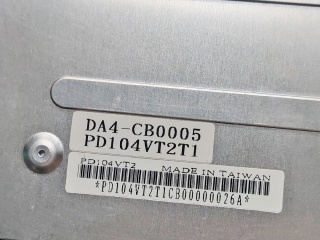 DA4-CB0005
PD104VT2T1
PD104VT2 MADE IN TAIWAN
*PD104VT2T1CB00000026A*